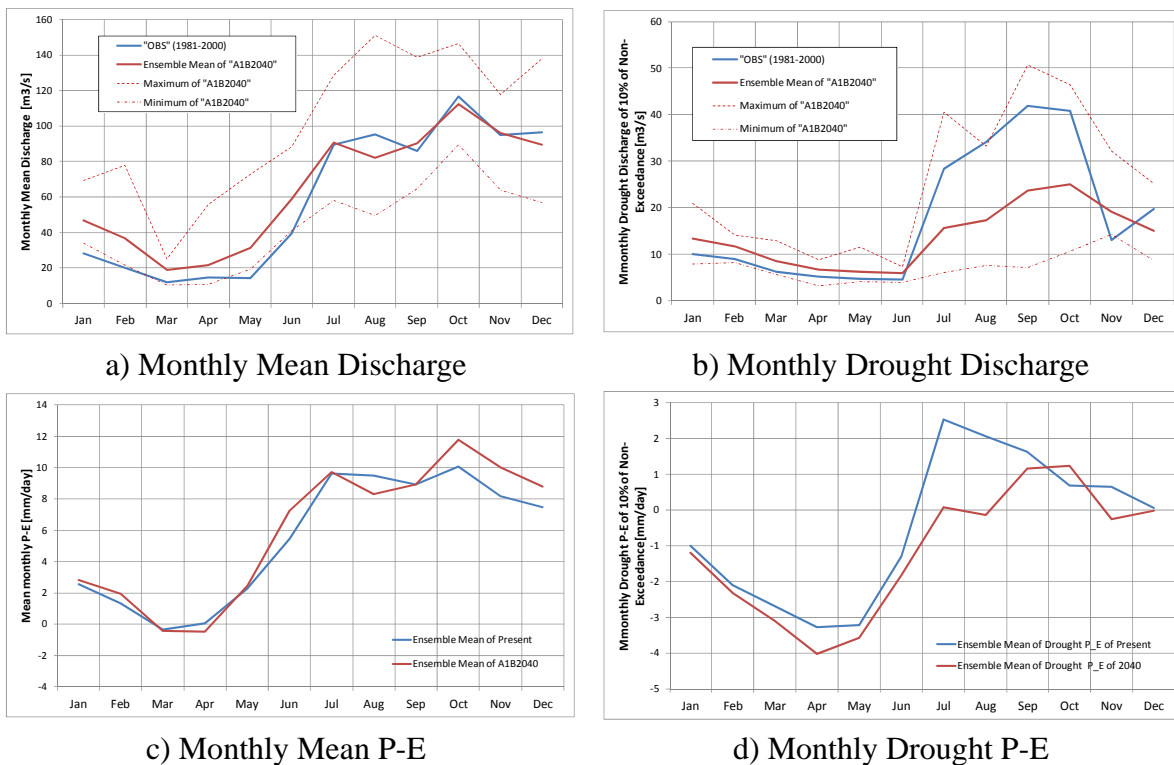 Monthly Mean Discharge [m3/s]
160
140
120
100
80
60
40
20
0
"OBS" (1981-2000)
Ensemble Mean of "A1B2040"
Maximum of "A1B2040"
Minimum of "A1B2040"
Jan Feb Mar Apr May Jun Jul Aug Sep Oct Nov Dec
a) Monthly Mean Discharge
Mmonthly Drought Discharge of 10% of Non-
Exceedance[m3/s]
60
50
40
30
20
10
0
"OBS" (1981-2000)
Ensemble Mean of "A1B2040"
Maximum of "A1B2040"
Minimum of "A1B2040"
Jan Feb Mar Apr May Jun Jul Aug Sep Oct Nov Dec
b) Monthly Drought Discharge
Mean monthly P-E [mm/day]
14
12
10
8
6
4
2
0
-2
-4
Ensemble Mean of Present
Ensemble Mean of A1B2040
Jan Feb Mar Apr May Jun Jul Aug Sep Oct Nov Dec
c) Monthly Mean P-E
Mmonthly Drought P-E of 10% of Non-
Exceedance[mm/day]
3
2
1
0
-1
-2
-3
-4
-5
Ensemble Mean of Drought P_E of Present
Ensemble Mean of Drought P_E of 2040
Jan Feb Mar Apr May Jun Jul Aug Sep Oct Nov Dec
d) Monthly Drought P-E